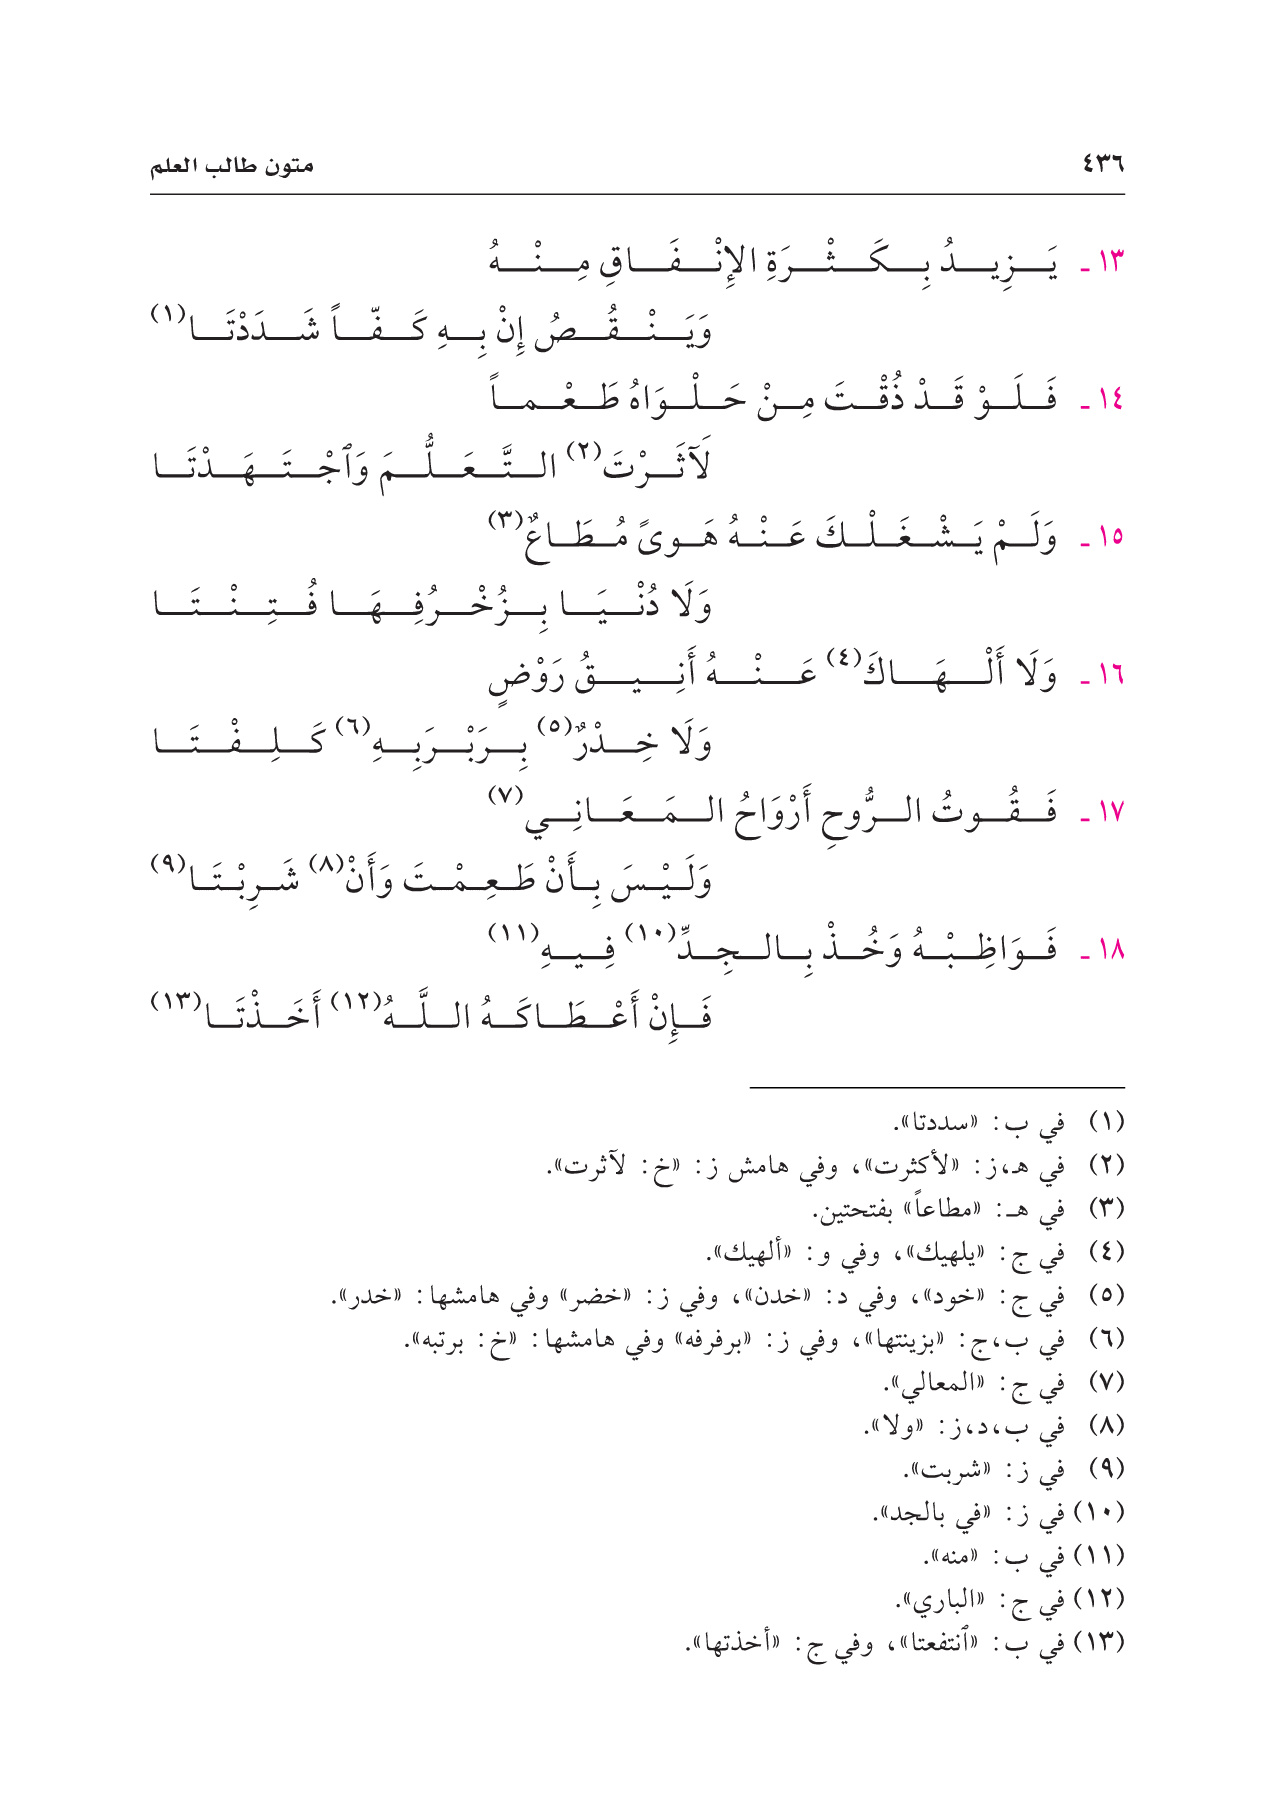 ٤٣٦ متون طالب العلم
١٣ ـ يَزِيدُ بِكَثْرَةِ الإِنْفَاقِ مِنْهُ
وَيَنْقُصُ إِنْ بِهِ كَفّاً شَدَدْتَا(١)
١٤ ـ فَلَوْ قَدْ ذُقْتَ مِنْ حَلْوَاهُ طَعْماً
لَآثَرْتَ(٢) التَّعَلُّمَ وَٱجْتَهَدْتَا
١٥ ـ وَلَمْ يَشْغَلْكَ عَنْهُ هَوىً مُطَاعٌ(٣)
وَلَا دُنْيَا بِزُخْرُفِهَا فُتِنْتَا
١٦ ـ وَلَا أَلْهَاكَ(٤) عَنْهُ أَنِيقُ رَوْضٍ
وَلَا خِدْرٌ(٥) بِرَبْرَبِهِ(٦) كَلِفْتَا
١٧ ـ فَقُوتُ الرُّوحِ أَرْوَاحُ المَعَانِي(٧)
وَلَيْسَ بِأَنْ طَعِمْتَ وَأَنْ(٨) شَرِبْتَا(٩)
١٨ ـ فَوَاظِبْهُ وَخُذْ بِالجِدِّ(١٠) فِيهِ(١١)
فَإِنْ أَعْطَاكَهُ اللَّهُ(١٢) أَخَذْتَا(١٣)
(١) في ب: «سددتا».
(٢) في هـ،ز: «لأكثرت»، وفي هامش ز: «خ: لآثرت».
(٣) في هـ: «مطاعاً» بفتحتين.
(٤) في ج: «يلهيك»، وفي و: «ألهيك».
(٥) في ج: «خود»، وفي د: «خدن»، وفي ز: «خضر» وفي هامشها: «خدر».
(٦) في ب،ج: «بزينتها»، وفي ز: «برفرفه» وفي هامشها: «خ: برتبه».
(٧) في ج: «المعالي».
(٨) في ب،د،ز: «ولا».
(٩) في ز: «شربت».
(١٠) في ز: «في بالجد».
(١١) في ب: «منه».
(١٢) في ج: «الباري».
(١٣) في ب: «ٱنتفعتا»، وفي ج: «أخذتها».